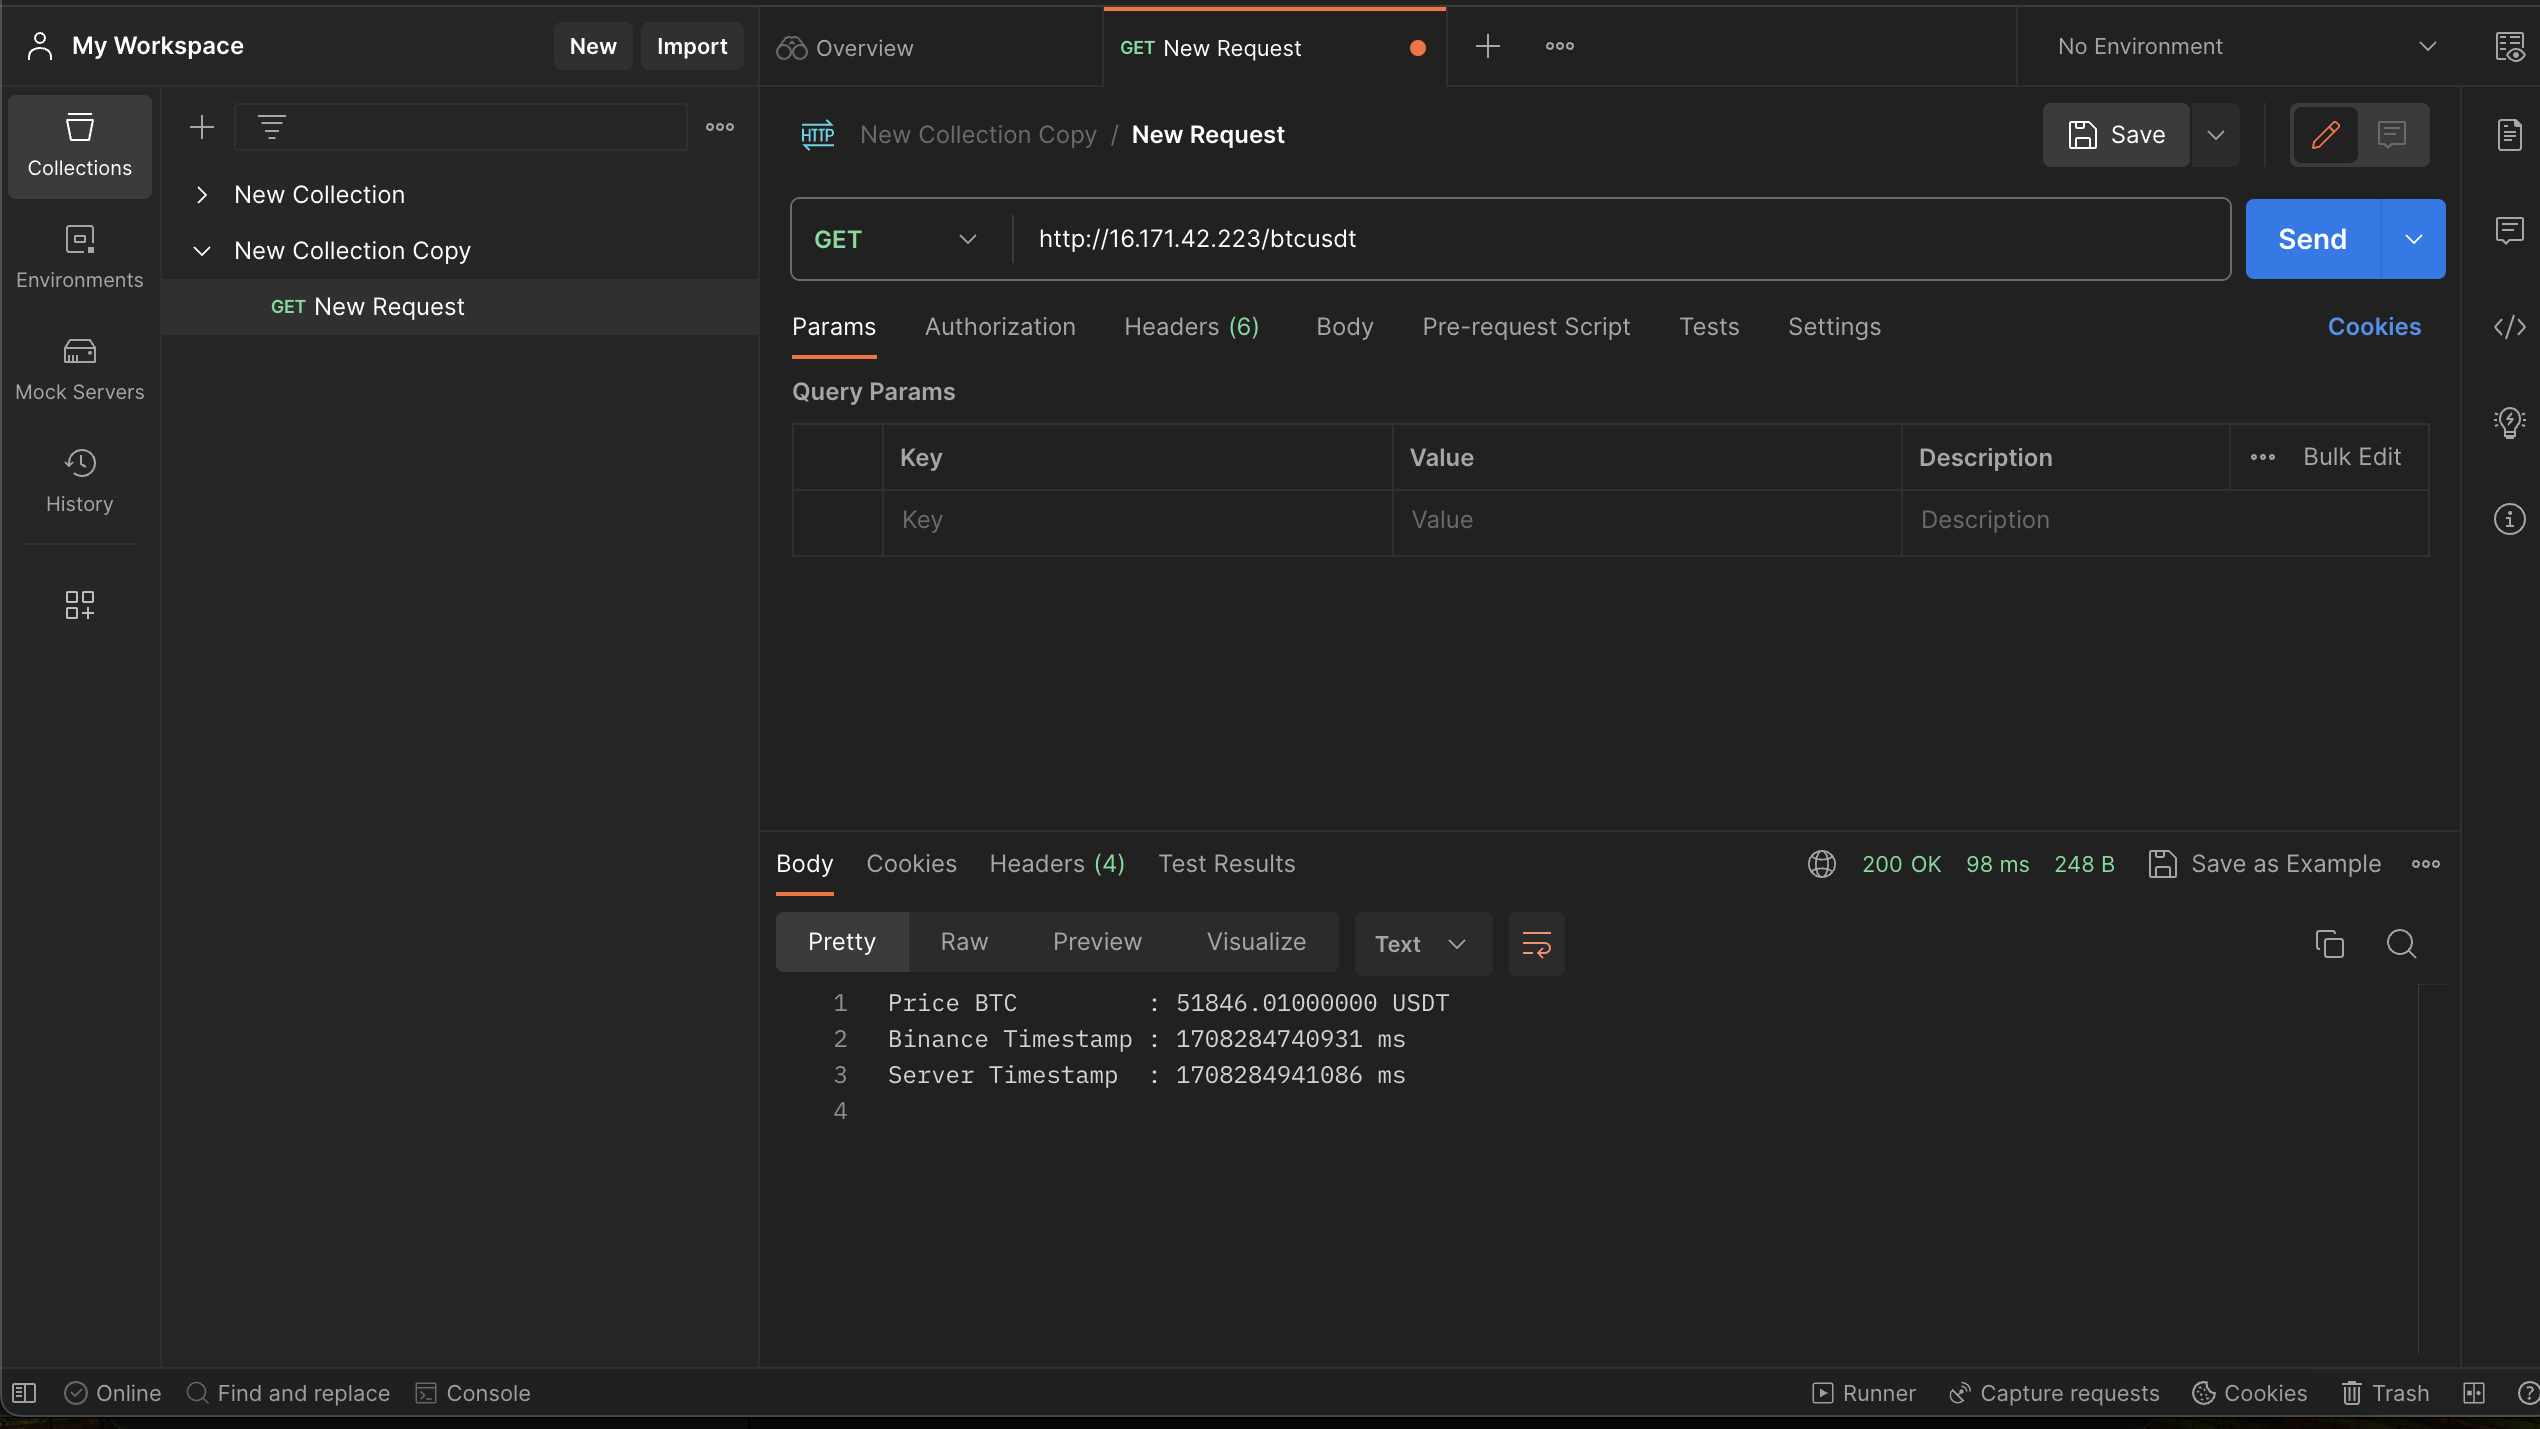 My Workspace
New
Import
Overview
GET New Request
No Environment
Collections
Environments
Mock Servers
History
New Collection
New Collection Copy
GET New Request
HTTP
New Collection Copy / New Request
Save
GET
http://16.171.42.223/btcusdt
Send
Params
Authorization
Headers (6)
Body
Pre-request Script
Tests
Settings
Cookies
Query Params
Key
Value
Description
Bulk Edit
Key
Value
Description
Body
Cookies
Headers (4)
Test Results
200 OK
98 ms
248 B
Save as Example
Pretty
Raw
Preview
Visualize
Text
1 Price BTC         : 51846.01000000 USDT
2 Binance Timestamp : 1708284740931 ms
3 Server Timestamp  : 1708284941086 ms
4
Online
Find and replace
Console
Runner
Capture requests
Cookies
Trash